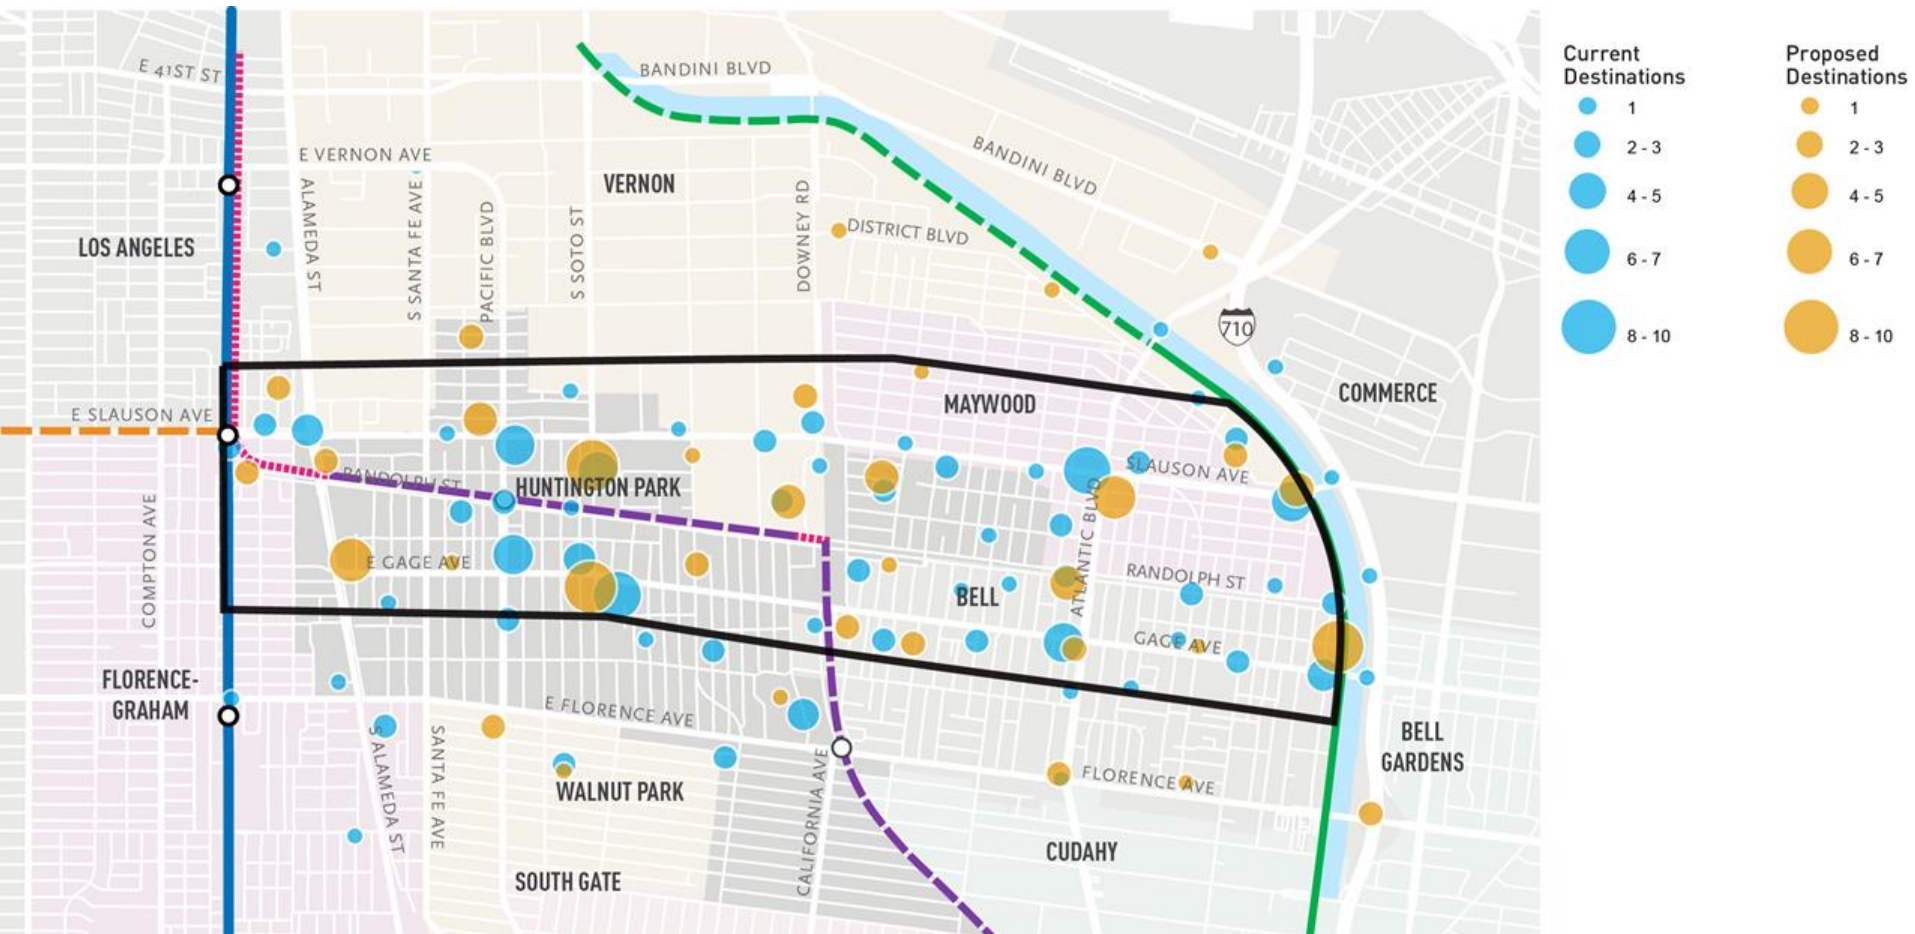 Current
Destinations
1
2 - 3
4 - 5
6 - 7
8 - 10
Proposed
Destinations
1
2 - 3
4 - 5
6 - 7
8 - 10
E 41ST ST
BANDINI BLVD
E VERNON AVE
BANDINI BLVD
VERNON
ALAMEDA ST
S SANTA FE AVE
PACIFIC BLVD
S SOTO ST
DOWNEY RD
DISTRICT BLVD
LOS ANGELES
710
COMMERCE
MAYWOOD
E SLAUSON AVE
SLAUSON AVE
RANDOLPH ST
HUNTINGTON PARK
COMPTON AVE
E GAGE AVE
ATLANTIC BLVD
RANDOLPH ST
BELL
GAGE AVE
FLORENCE-
GRAHAM
E FLORENCE AVE
BELL
GARDENS
S ALAMEDA ST
SANTA FE AVE
CALIFORNIA AVE
FLORENCE AVE
WALNUT PARK
CUDAHY
SOUTH GATE